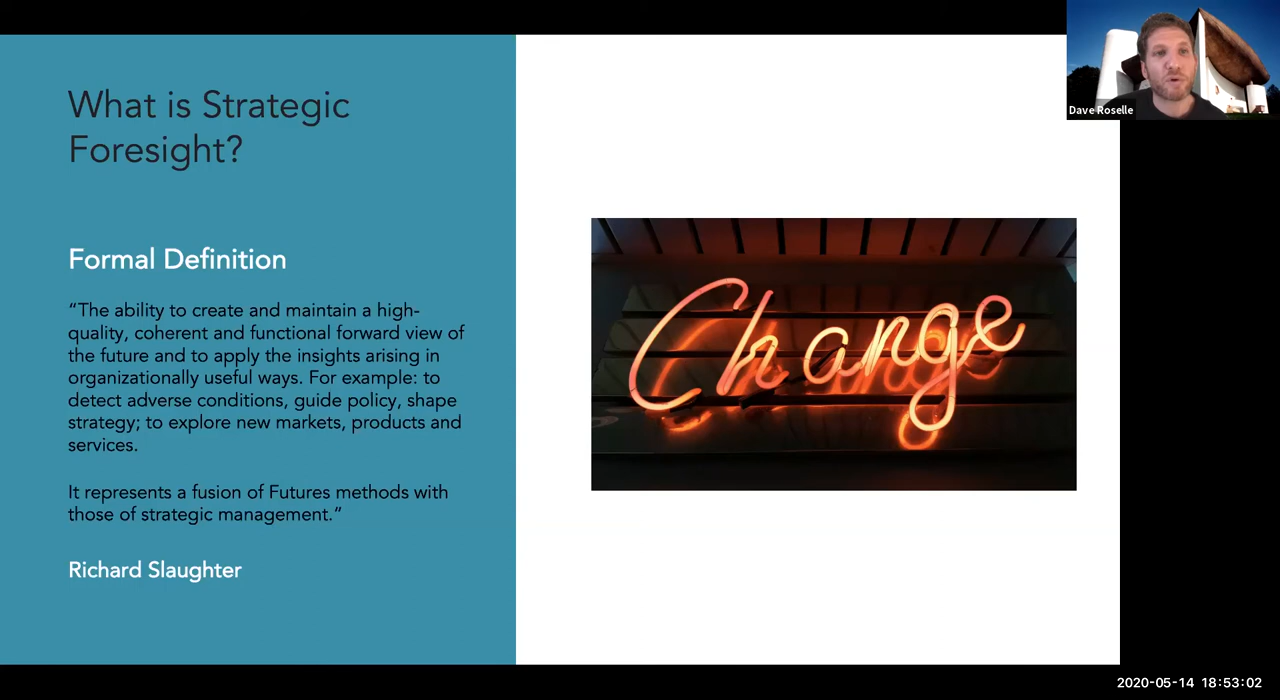 What is Strategic
Foresight?
Formal Definition
“The ability to create and maintain a high-
quality, coherent and functional forward view of
the future and to apply the insights arising in
organizationally useful ways. For example: to
detect adverse conditions, guide policy, shape
strategy; to explore new markets, products and
services.
It represents a fusion of Futures methods with
those of strategic management.”
Richard Slaughter
Change
Dave Roselle
2020-05-14 18:53:02